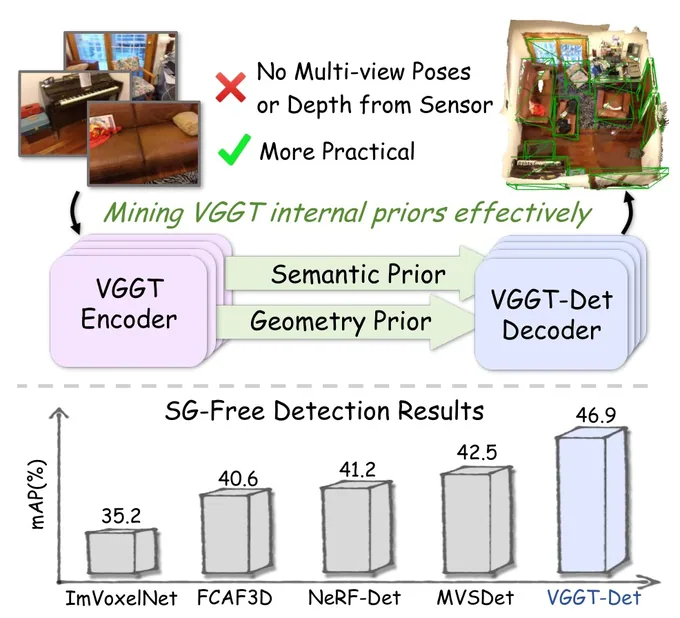 No Multi-view Poses
or Depth from Sensor
More Practical
Mining VGGT internal priors effectively
VGGT
Encoder
Semantic Prior
Geometry Prior
VGGT-Det
Decoder
SG-Free Detection Results
mAP(%)
35.2
40.6
41.2
42.5
46.9
ImVoxelNet
FCAF3D
NeRF-Det
MVSDet
VGGT-Det